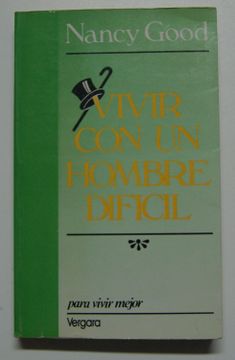 Nancy Good
VIVIR
CON UN
HOMBRE
DIFICIL
para vivir mejor
Vergara